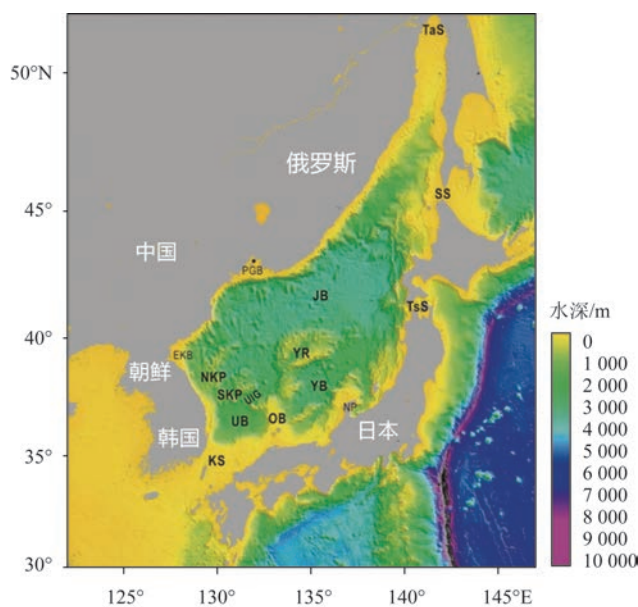 TaS
50°N
俄罗斯
45°
SS
中国
PGB
JB
TsS
水深/m
40°
0
1 000
2 000
3 000
4 000
5 000
6 000
7 000
8 000
9 000
10 000
EKB
YR
朝鲜
NKP
SKP
UIG
YB
NP
OB
UB
日本
韩国
35°
KS
30°
125°
130°
135°
140°
145°E